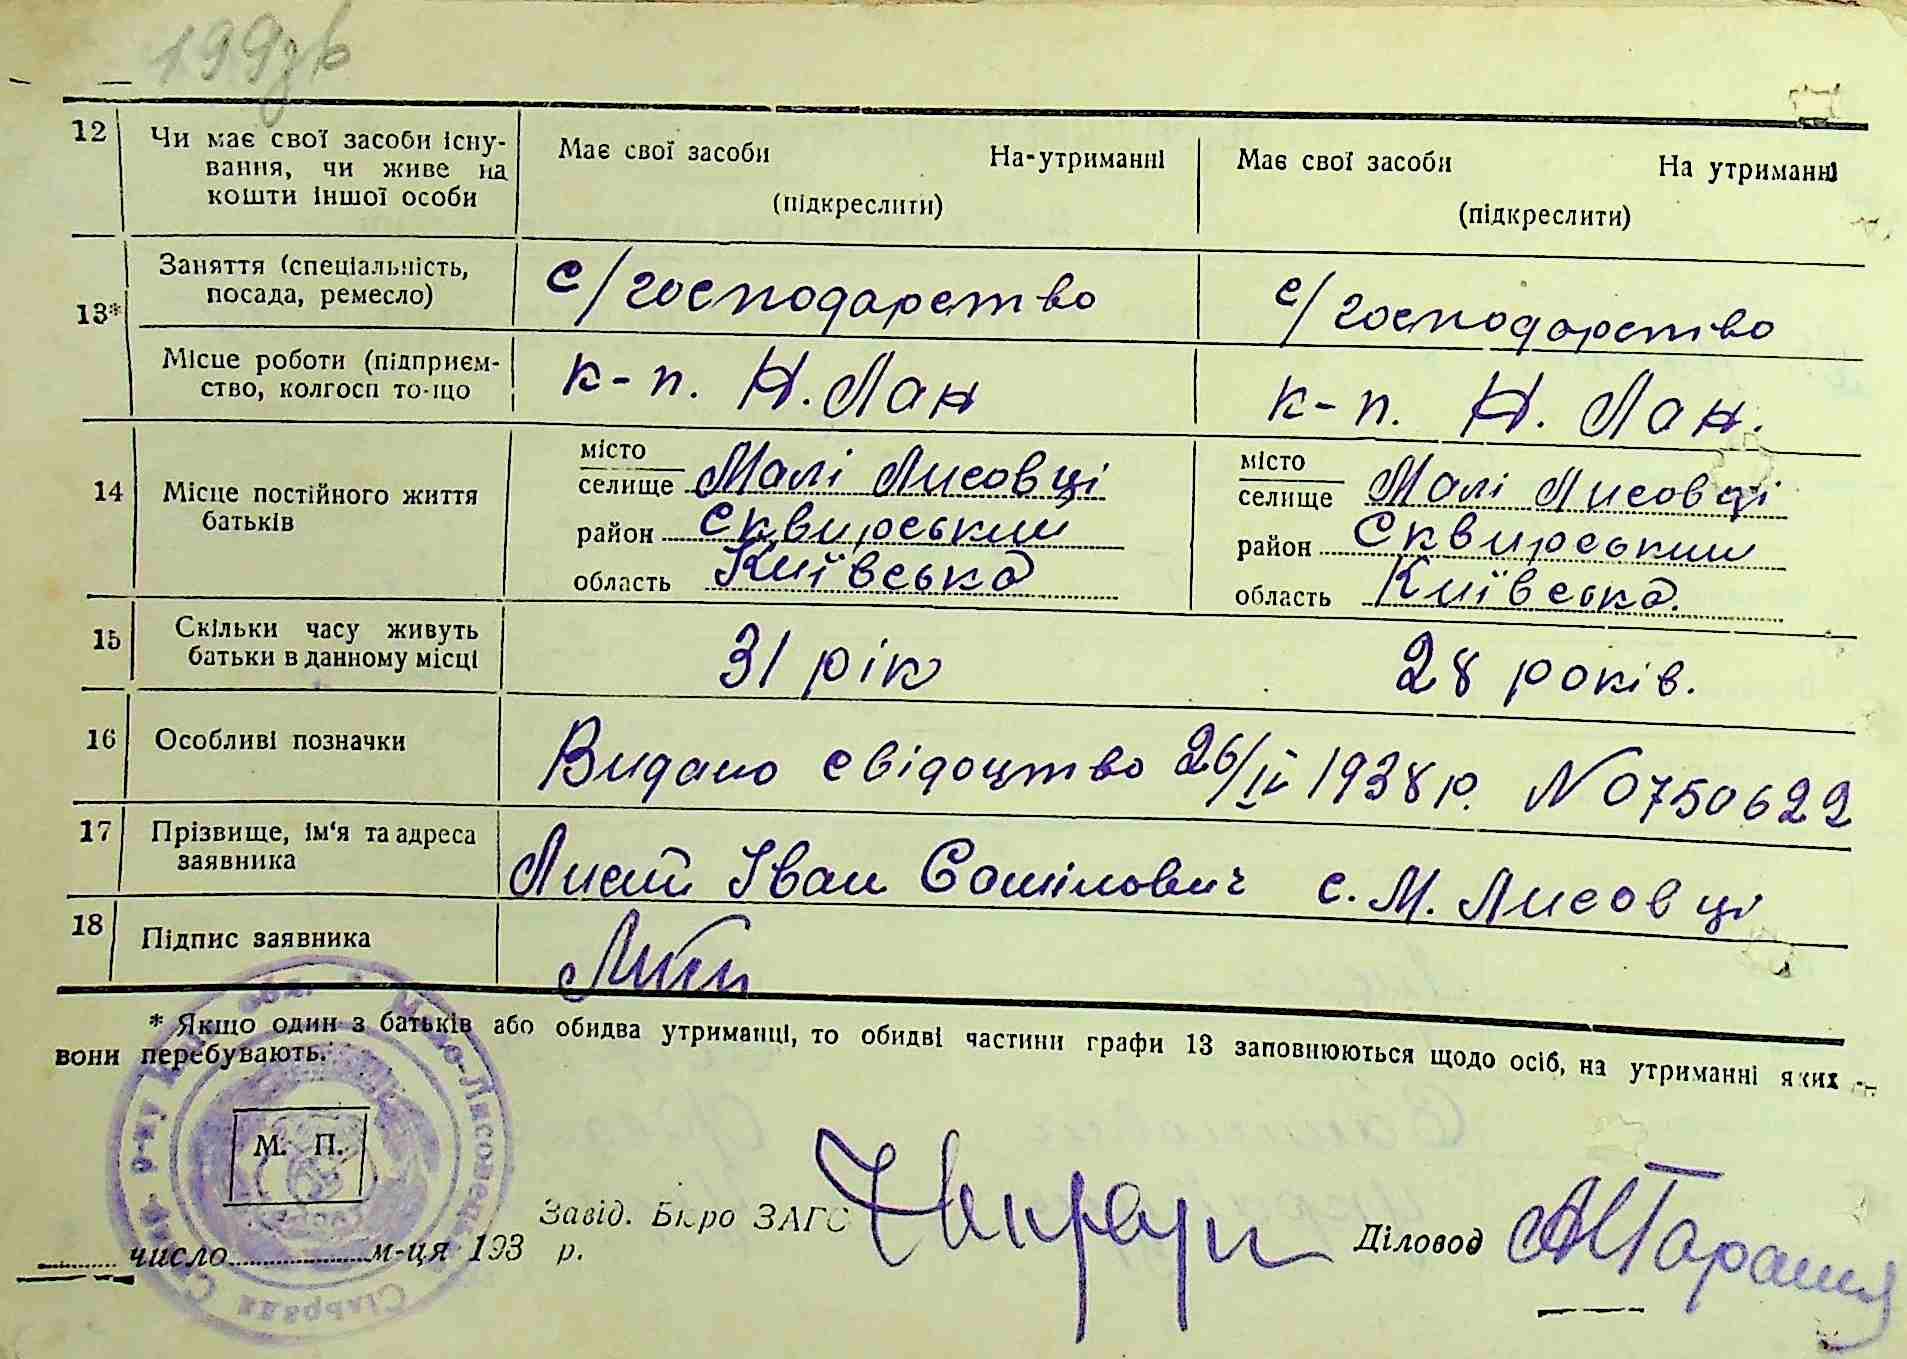 199зв
12 Чи має свої засоби існу-
вання, чи живе на
кошти іншої особи
Має свої засоби На-утриманні
(підкреслити)
Має свої засоби На утриманні
(підкреслити)
13*
Заняття (спеціальність,
посада, ремесло)
с/господарство
с/господарство
Місце роботи (підприєм-
ство, колгосп то-що
к-п. Н. Лан
к-п. Н. Лан.
14 Місце постійного життя
батьків
місто
селище Малі Лисовці
район Сквирський
область Київська
місто
селище Малі Лисовці
район Сквирський
область Київська.
15 Скільки часу живуть
батьки в данному місці
31 рік
28 років.
16 Особливі позначки
Видано свідоцтво 26/IV 1938 р. N 0750622
17 Прізвище, ім'я та адреса
заявника
Іван с. М. Лисовці
18 Підпис заявника
* Якщо один з батьків або обидва утриманці, то обидві частини графи 13 заповнюються щодо осіб, на утриманні яких
вони перебувають.
М. П.
Завід. Бюро ЗАГС
Діловод
число м-ця 193 р.